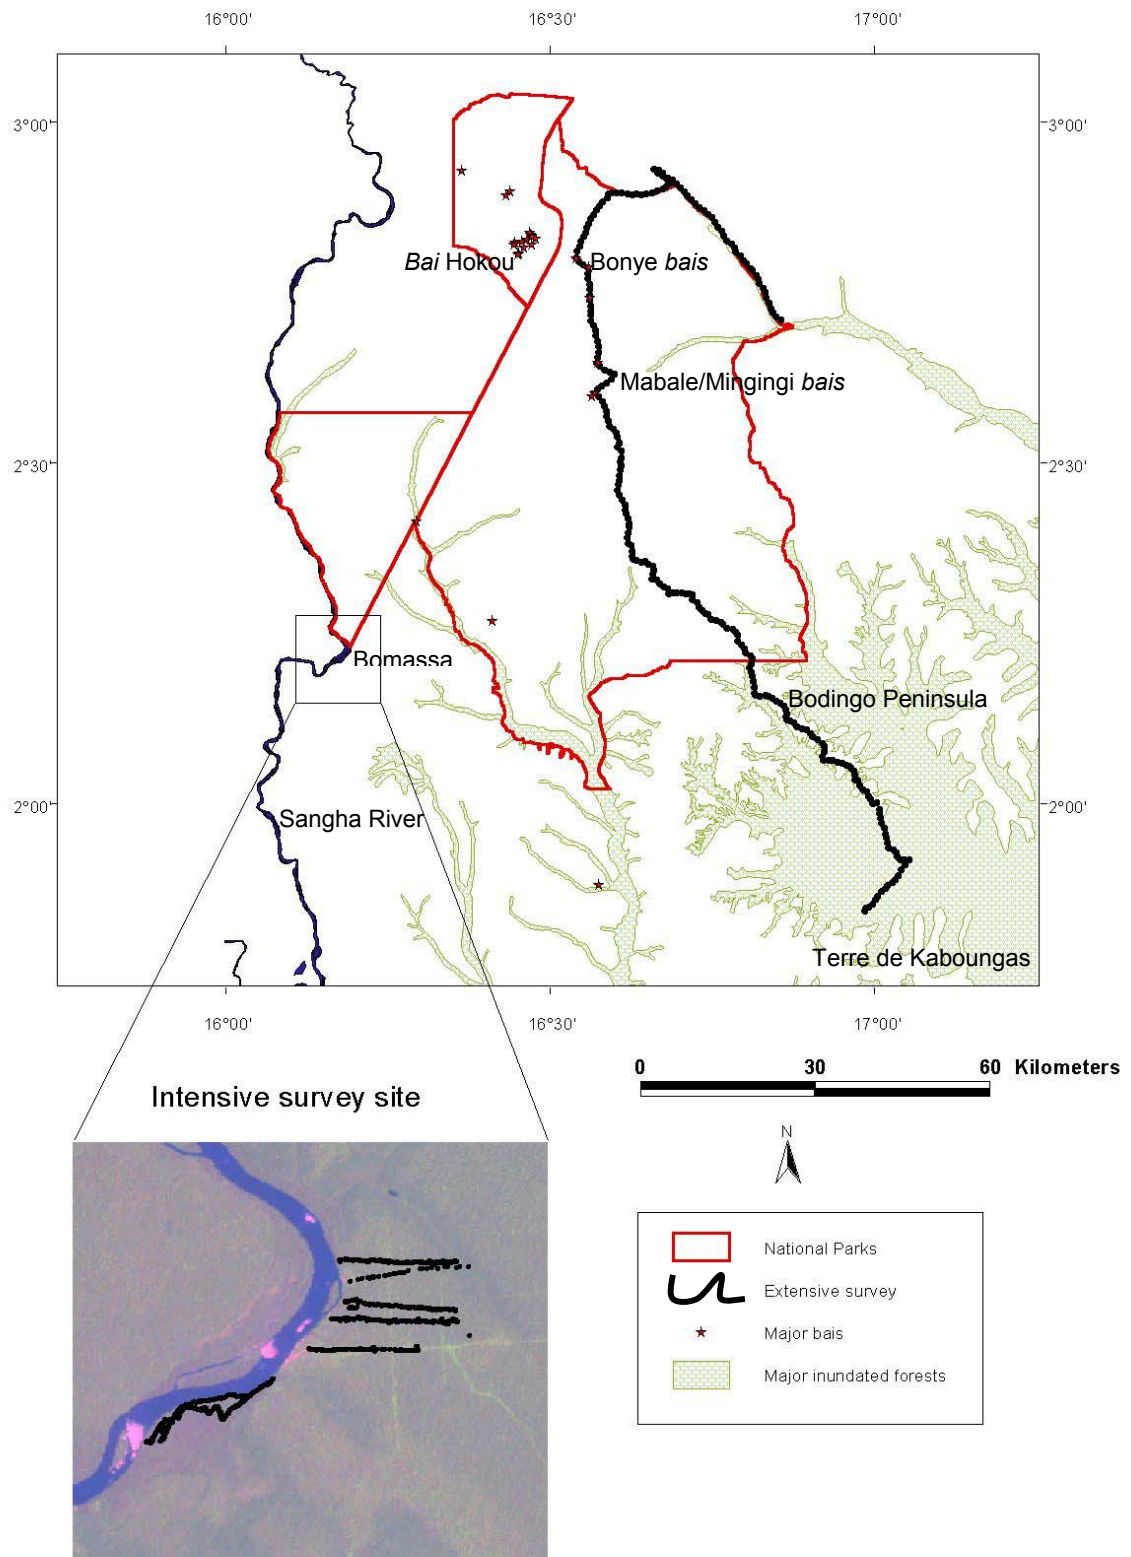 16°00' 16°30' 17°00'
3°00' 3°00'
Bai Hokou Bonye bais
Mabale/Mingingi bais
2°30' 2°30'
Bomassa
Bodingo Peninsula
2°00' 2°00'
Sangha River
Terre de Kaboungas
16°00' 16°30' 17°00'
0 30 60 Kilometers
Intensive survey site
N
National Parks
Extensive survey
Major bais
Major inundated forests